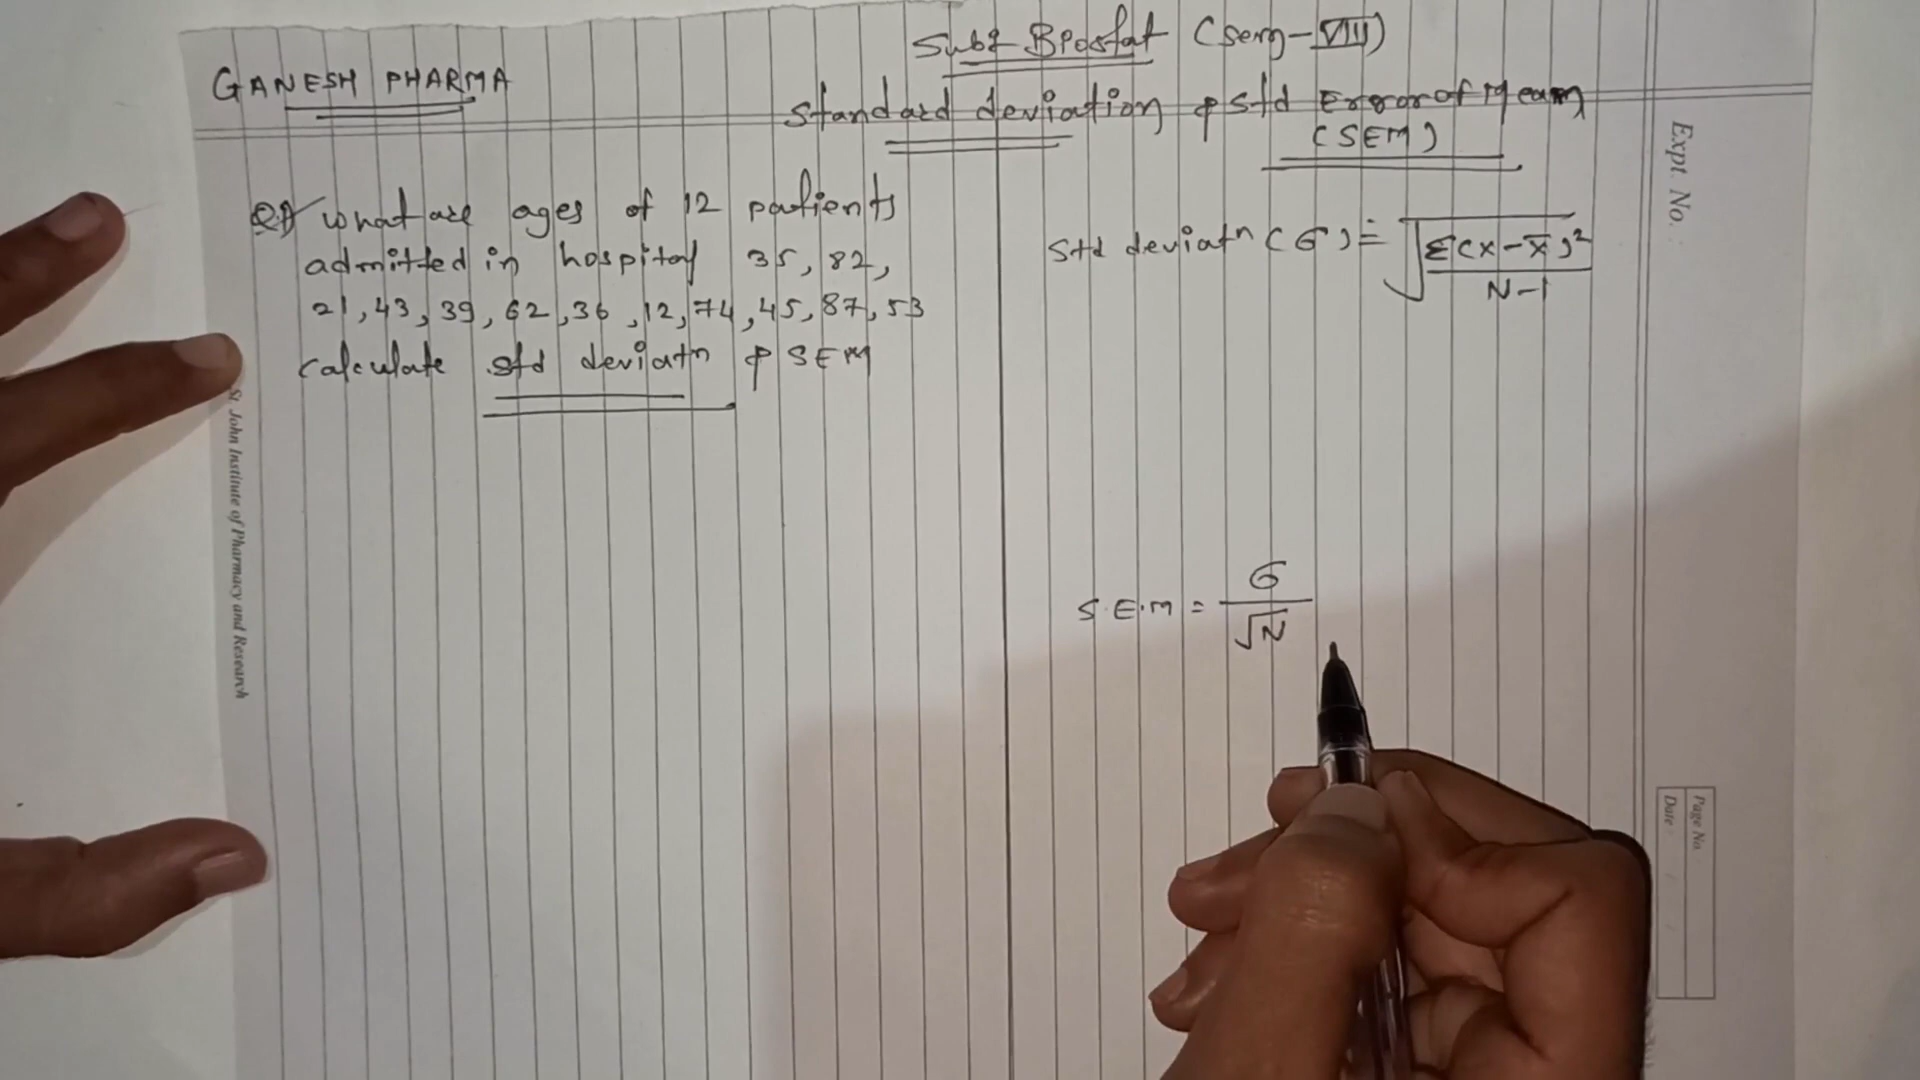 GANESH PHARMA
Subt Biostat (Sem-VIII)
standard deviation & std Error of Mean
(SEM)
Q1) what are ages of 12 patients
admitted in hospital 35, 82,
21, 43, 39, 62, 36, 12, 74, 45, 87, 53
calculate std deviatn & SEM
Std deviatn (σ) = √Σ(x-x̄)²
N-1
S.E.M = σ
√N
Expt. No. :
St. John Institute of Pharmacy and Research
Page No.
Date :